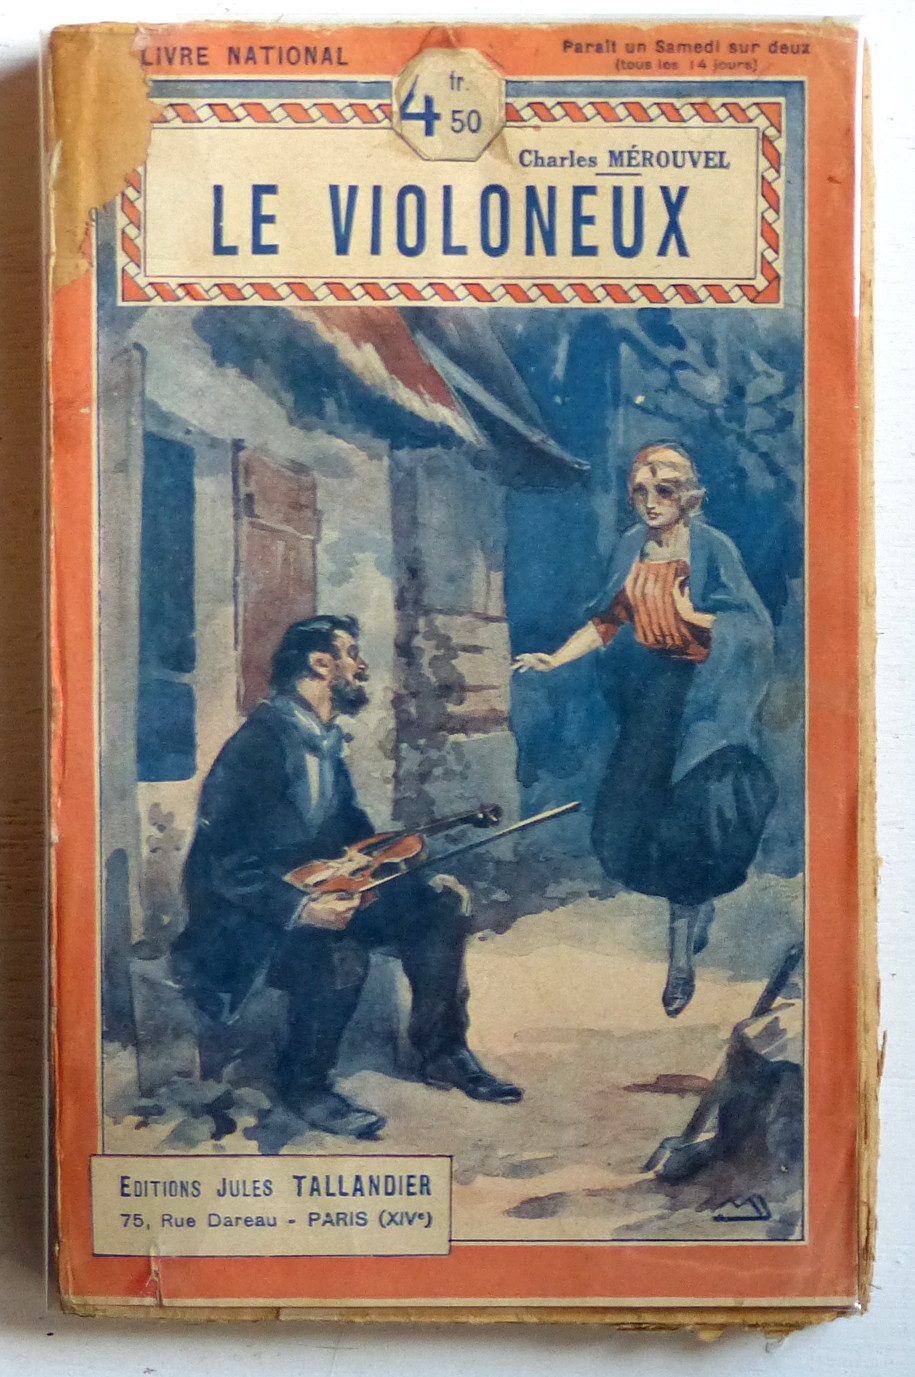 LIVRE NATIONAL
Paraît un Samedi sur deux
(tous les 14 jours)
4 fr. 50
Charles MÉROUVEL
LE VIOLONEUX
EDITIONS JULES TALLANDIER
75, Rue Dareau - PARIS (XIVe)